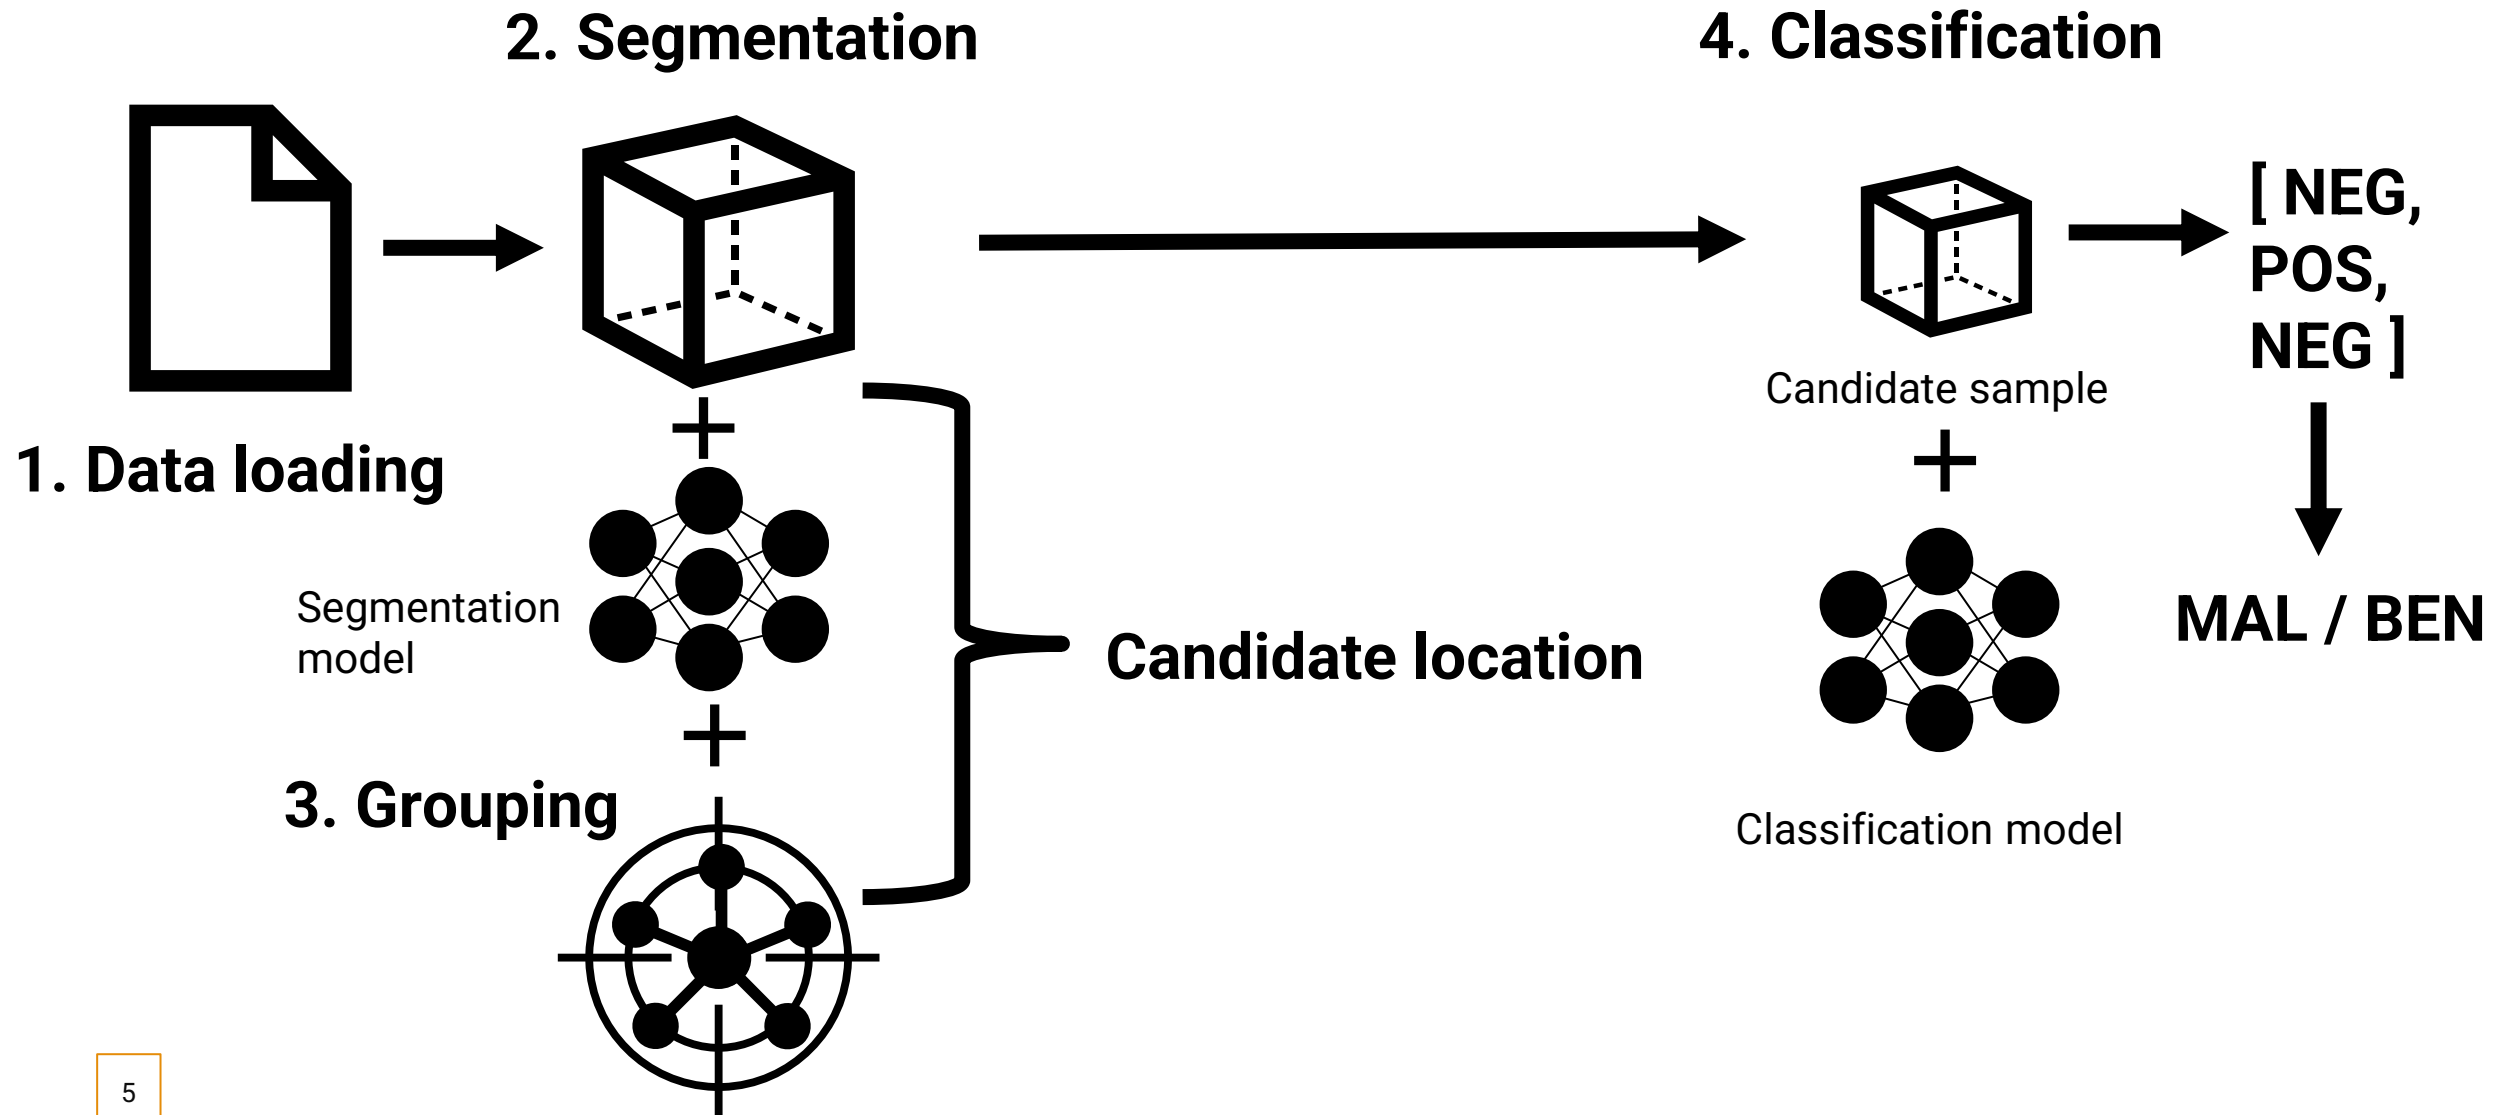 2. Segmentation
4. Classification
[ NEG,
POS,
NEG ]
Candidate sample
1. Data loading
Segmentation
model
MAL / BEN
Candidate location
3. Grouping
Classification model
5